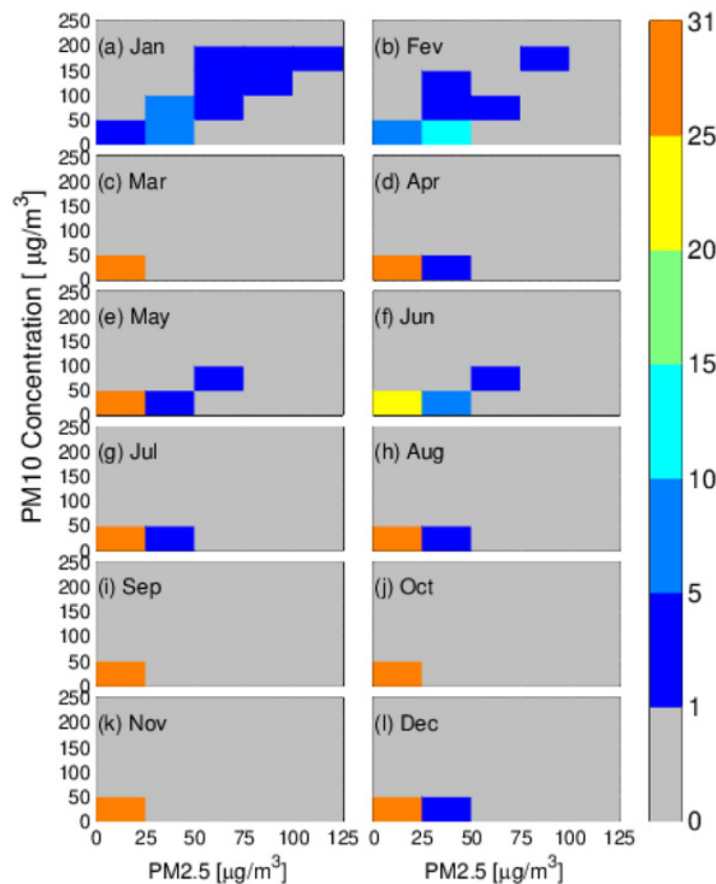 250
200
150
100
50
0
(a) Jan
(b) Fev
250
200
150
100
50
0
(c) Mar
(d) Apr
250
200
150
100
50
0
(e) May
(f) Jun
250
200
150
100
50
0
(g) Jul
(h) Aug
250
200
150
100
50
0
(i) Sep
(j) Oct
250
200
150
100
50
0
(k) Nov
(l) Dec
0 25 50 75 100 125
0 25 50 75 100 125
PM2.5 [μg/m³]
PM2.5 [μg/m³]
PM10 Concentration [ μg/m³]
31
25
20
15
10
5
1
0